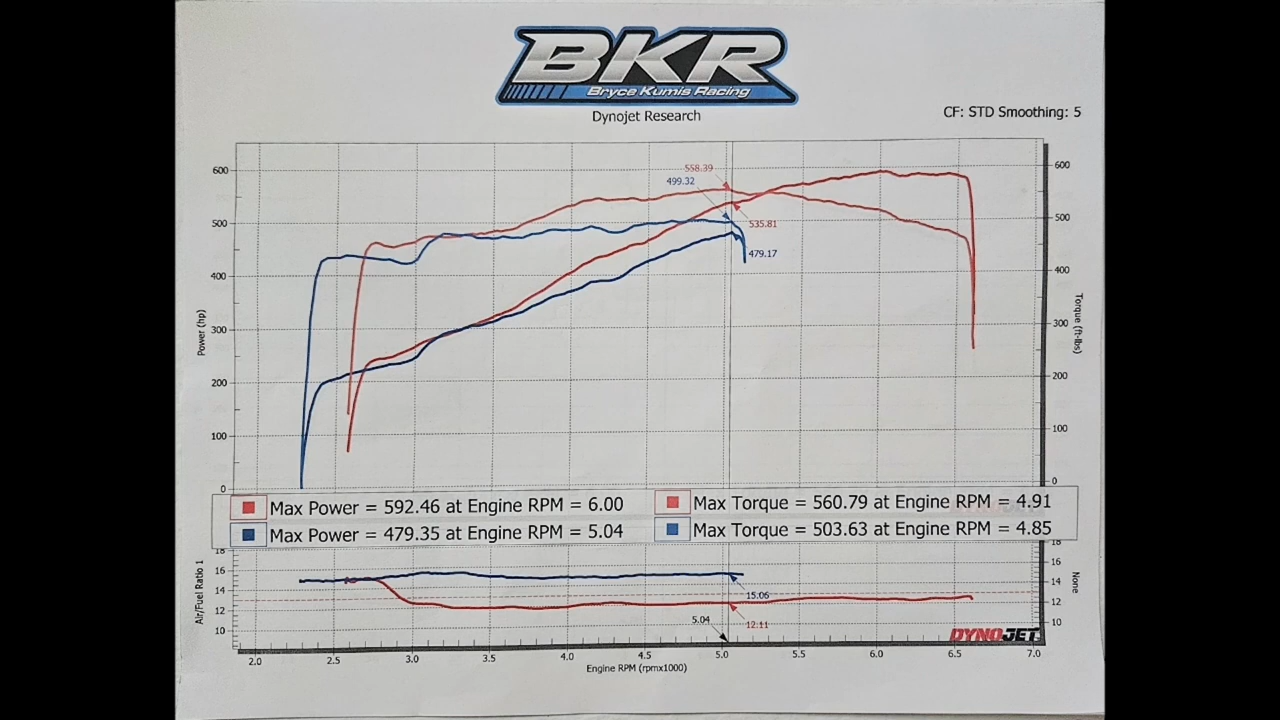 BKR
Bryce Kumis Racing
Dynojet Research
CF: STD Smoothing: 5
600
500
400
300
200
100
0
Power (hp)
600
500
400
300
200
100
0
Torque (ft-lbs)
558.39
499.32
535.81
479.17
Max Power = 592.46 at Engine RPM = 6.00
Max Torque = 560.79 at Engine RPM = 4.91
Max Power = 479.35 at Engine RPM = 5.04
Max Torque = 503.63 at Engine RPM = 4.85
18
16
14
12
10
Air/Fuel Ratio 1
18
16
14
12
10
None
15.06
12.11
5.04
DYNOJET
2.0 2.5 3.0 3.5 4.0 4.5 5.0 5.5 6.0 6.5 7.0
Engine RPM (rpmx1000)